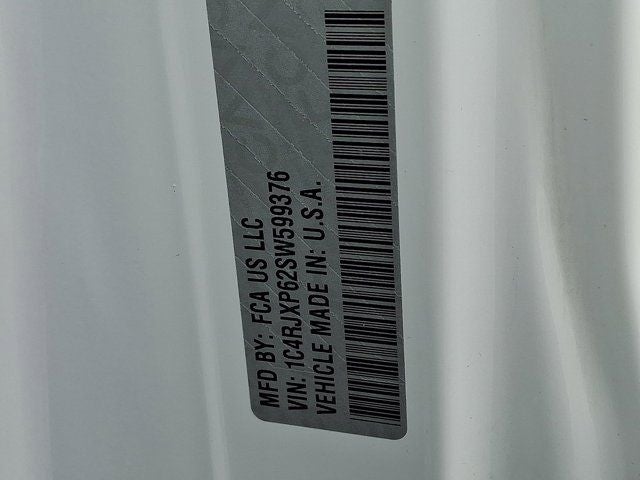 MFD BY: FCA US LLC
VIN: 1C4RJXP62SW599376
VEHICLE MADE IN: U.S.A.